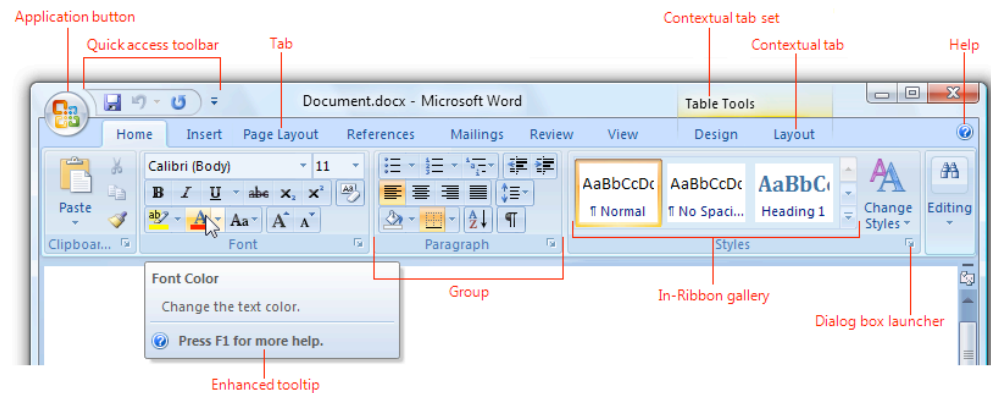 Application button
Contextual tab set
Quick access toolbar
Tab
Contextual tab
Help
Document.docx - Microsoft Word
Table Tools
Home Insert Page Layout References Mailings Review View Design Layout
Calibri (Body) 11
Paste
B I U abc x₂ x² Aa
ab A Aa A A
A Z ¶
AaBbCcDc AaBbCcDc AaBbC
¶ Normal ¶ No Spaci... Heading 1
Change Styles
Editing
Clipboar... Font Paragraph Styles
Font Color
Change the text color.
Press F1 for more help.
Group
In-Ribbon gallery
Dialog box launcher
Enhanced tooltip